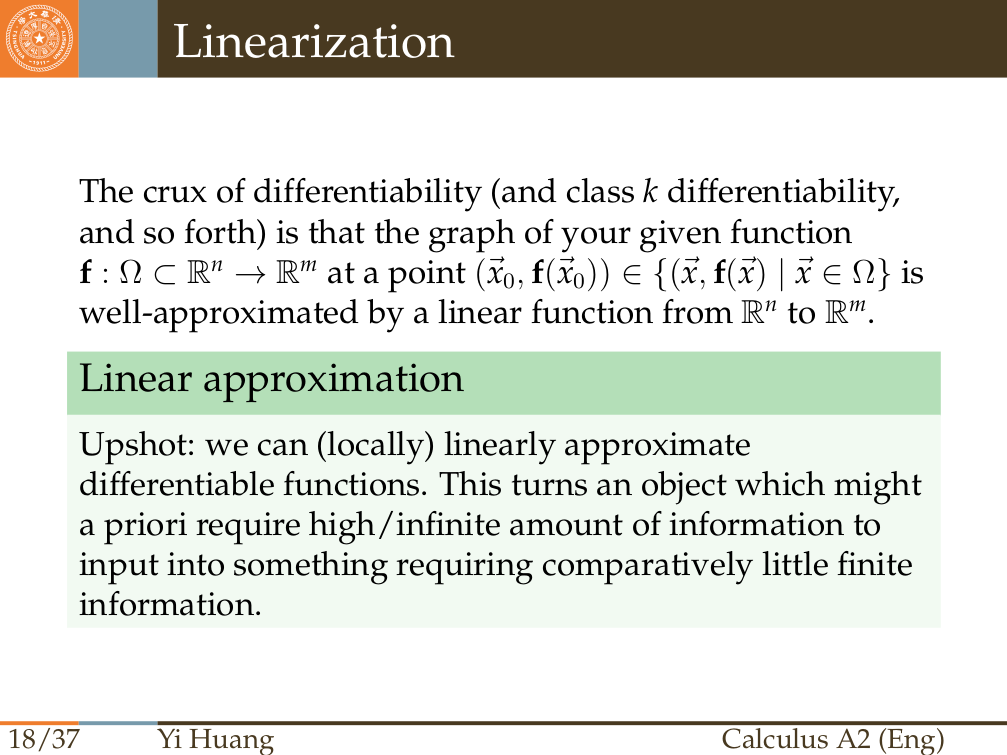 Linearization
The crux of differentiability (and class k differentiability,
and so forth) is that the graph of your given function
f : Ω ⊂ ℝⁿ → ℝᵐ at a point (x⃗₀, f(x⃗₀)) ∈ {(x⃗, f(x⃗) | x⃗ ∈ Ω} is
well-approximated by a linear function from ℝⁿ to ℝᵐ.
Linear approximation
Upshot: we can (locally) linearly approximate
differentiable functions. This turns an object which might
a priori require high/infinite amount of information to
input into something requiring comparatively little finite
information.
18/37 Yi Huang Calculus A2 (Eng)